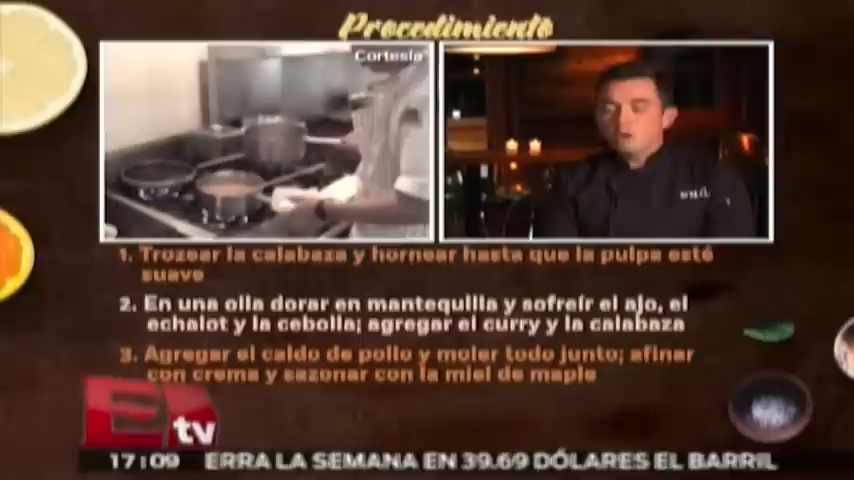 Procedimiento
Cortesía
1. Trozear la calabaza y hornear hasta que la pulpa esté
suave
2. En una olla dorar en mantequilla y sofreír el ajo, el
echalot y la cebolla; agregar el curry y la calabaza
3. Agregar el caldo de pollo y moler todo junto; afinar
con crema y sazonar con la miel de maple
E tv
17:09 ERRA LA SEMANA EN 39.69 DÓLARES EL BARRIL